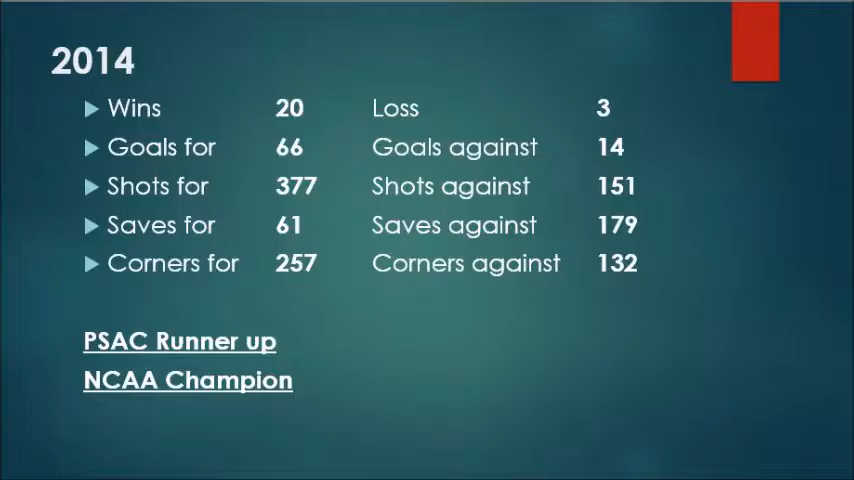 2014
Wins 20 Loss 3
Goals for 66 Goals against 14
Shots for 377 Shots against 151
Saves for 61 Saves against 179
Corners for 257 Corners against 132
PSAC Runner up
NCAA Champion